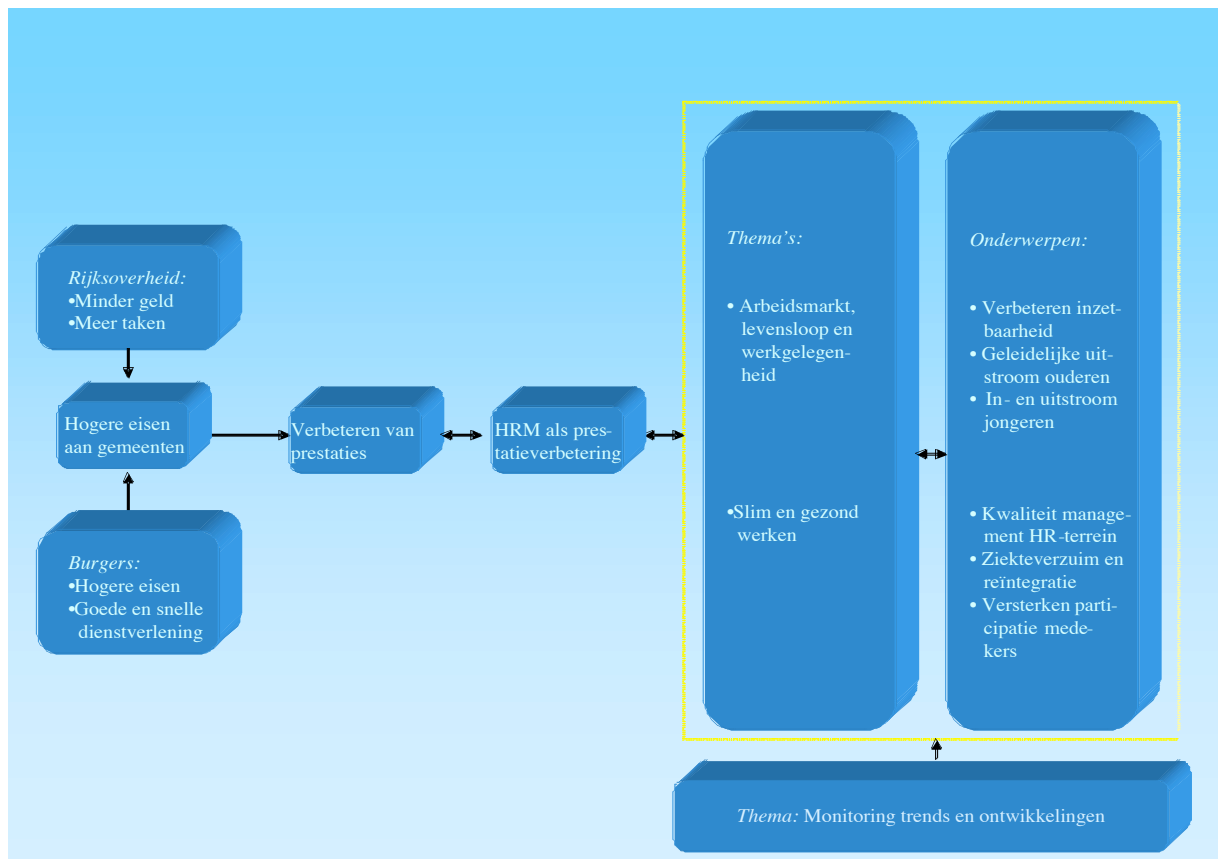 Rijksoverheid:
•Minder geld
•Meer taken
Hogere eisen
aan gemeenten
Burgers:
•Hogere eisen
•Goede en snelle
dienstverlening
Verbeteren van
prestaties
HRM als pres-
tatieverbetering
Thema’s:
• Arbeidsmarkt,
levensloop en
werkgelegen-
heid
•Slim en gezond
werken
Onderwerpen:
• Verbeteren inzet-
baarheid
• Geleidelijke uit-
stroom ouderen
• In- en uitstroom
jongeren
• Kwaliteit manage-
ment HR-terrein
• Ziekteverzuim en
reïntegratie
• Versterken parti-
cipatie mede-
kers
Thema: Monitoring trends en ontwikkelingen